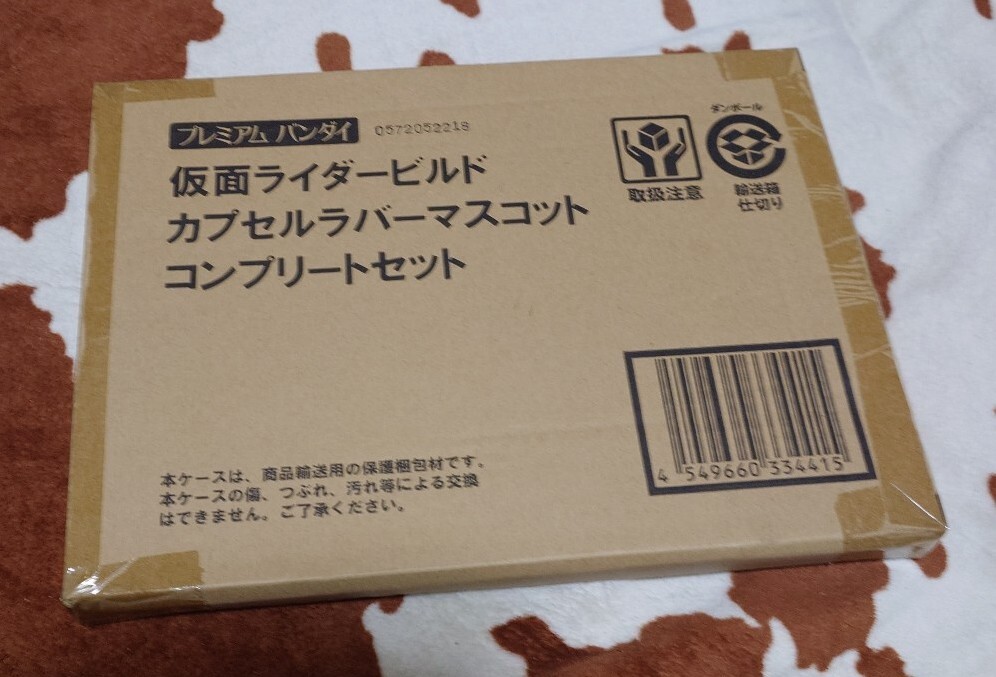 プレミアム バンダイ 0572052218
仮面ライダービルド
カプセルラバーマスコット
コンプリートセット
取扱注意
ダンボール
輸送箱
仕切り
4 549660 334415
本ケースは、商品輸送用の保護梱包材です。
本ケースの傷、つぶれ、汚れ等による交換
はできません。ご了承ください。